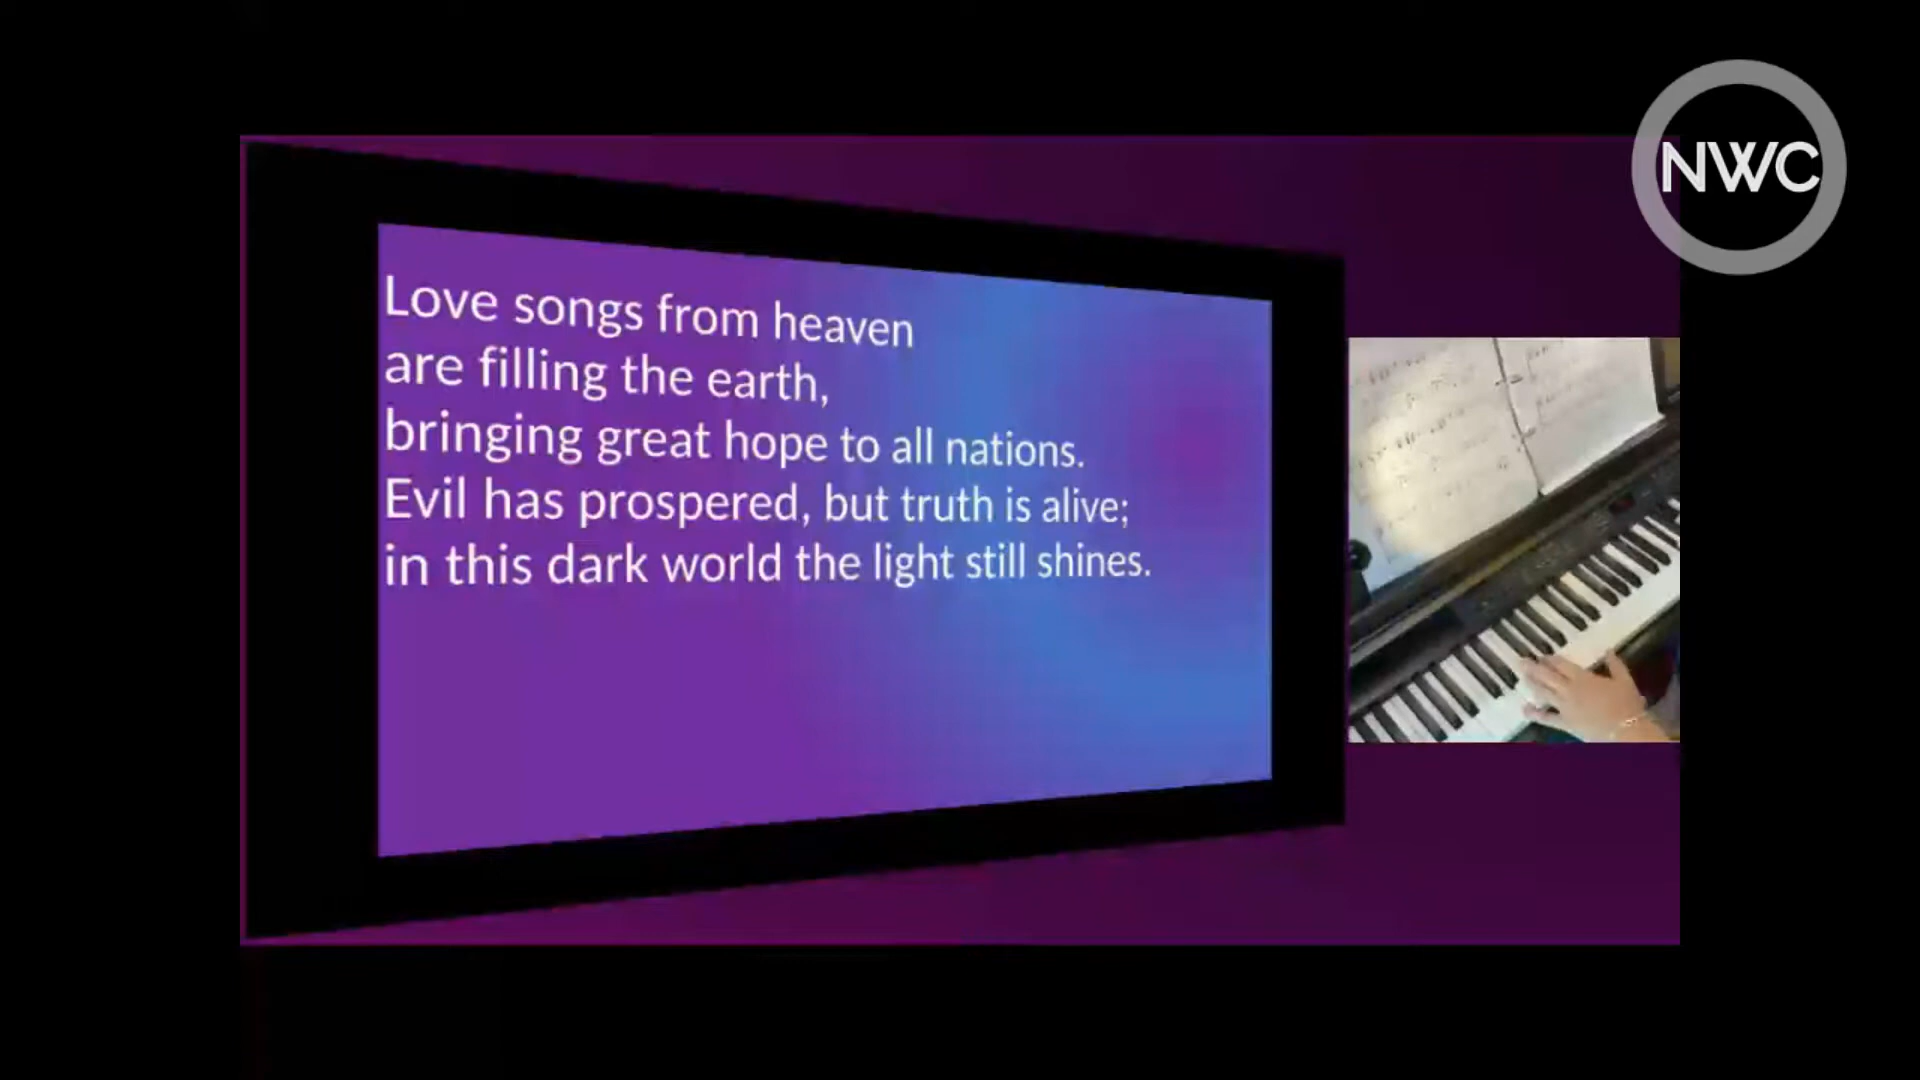 Love songs from heaven
are filling the earth,
bringing great hope to all nations.
Evil has prospered, but truth is alive;
in this dark world the light still shines.
NWC